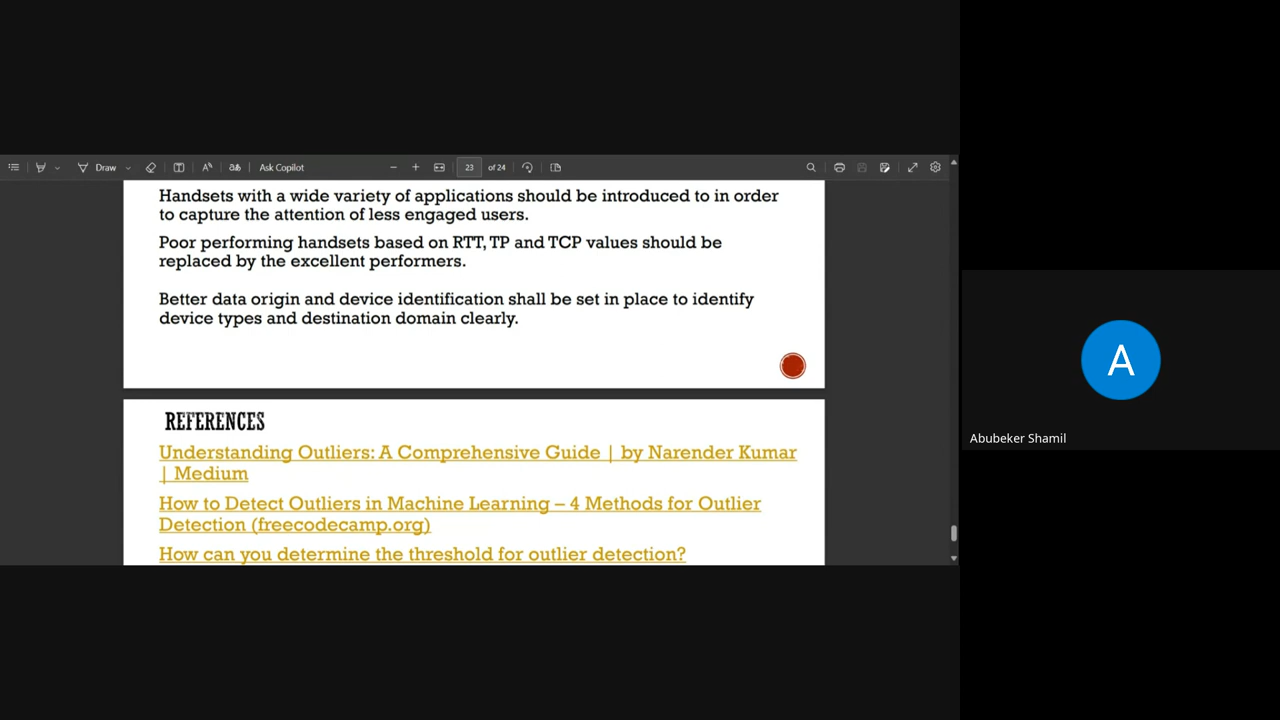 Draw
Ask Copilot
23 of 24
Handsets with a wide variety of applications should be introduced to in order
to capture the attention of less engaged users.
Poor performing handsets based on RTT, TP and TCP values should be
replaced by the excellent performers.
Better data origin and device identification shall be set in place to identify
device types and destination domain clearly.
REFERENCES
Understanding Outliers: A Comprehensive Guide | by Narender Kumar
| Medium
How to Detect Outliers in Machine Learning – 4 Methods for Outlier
Detection (freecodecamp.org)
How can you determine the threshold for outlier detection?
A
Abubeker Shamil